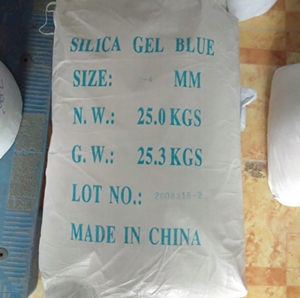 SILICA GEL BLUE
SIZE: MM
N. W.: 25.0 KGS
G. W.: 25.3 KGS
LOT NO.:
MADE IN CHINA